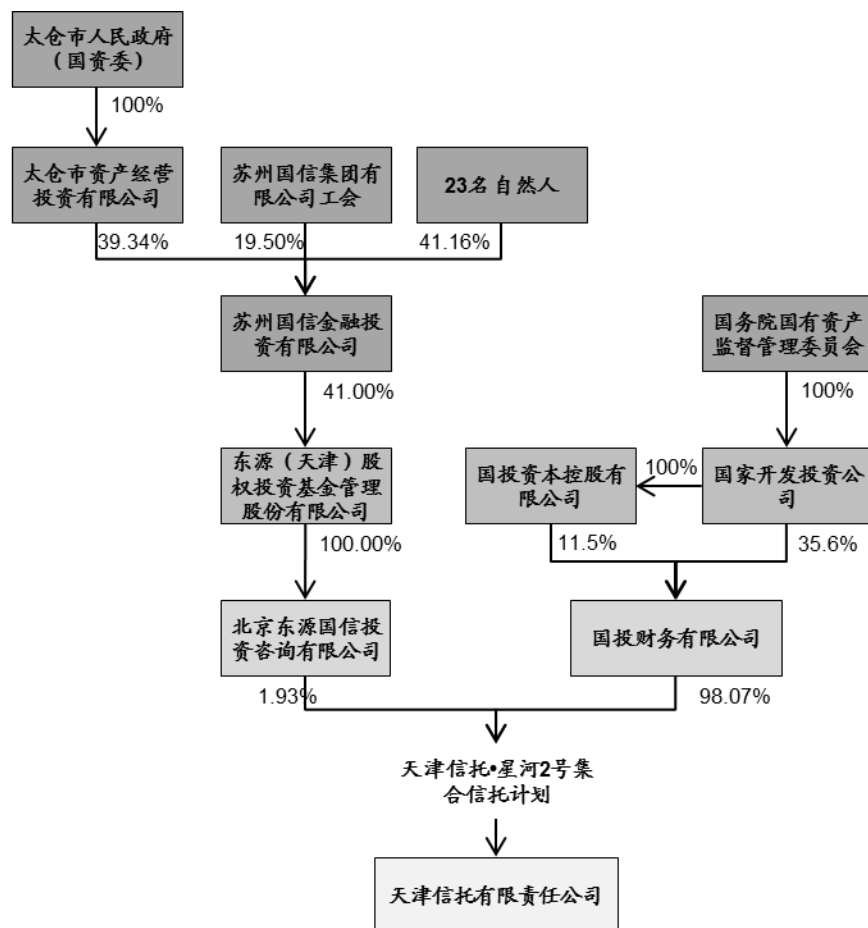 太仓市人民政府
（国资委）
100%
太仓市资产经营
投资有限公司
苏州国信集团有
限公司工会
23名自然人
39.34%
19.50%
41.16%
苏州国信金融投
资有限公司
国务院国有资产
监督管理委员会
41.00%
100%
东源（天津）股
权投资基金管理
股份有限公司
国投资本控股有
限公司
100%
国家开发投资公
司
100.00%
11.5%
35.6%
北京东源国信投
资咨询有限公司
国投财务有限公司
1.93%
98.07%
天津信托•星河2号集
合信托计划
天津信托有限责任公司